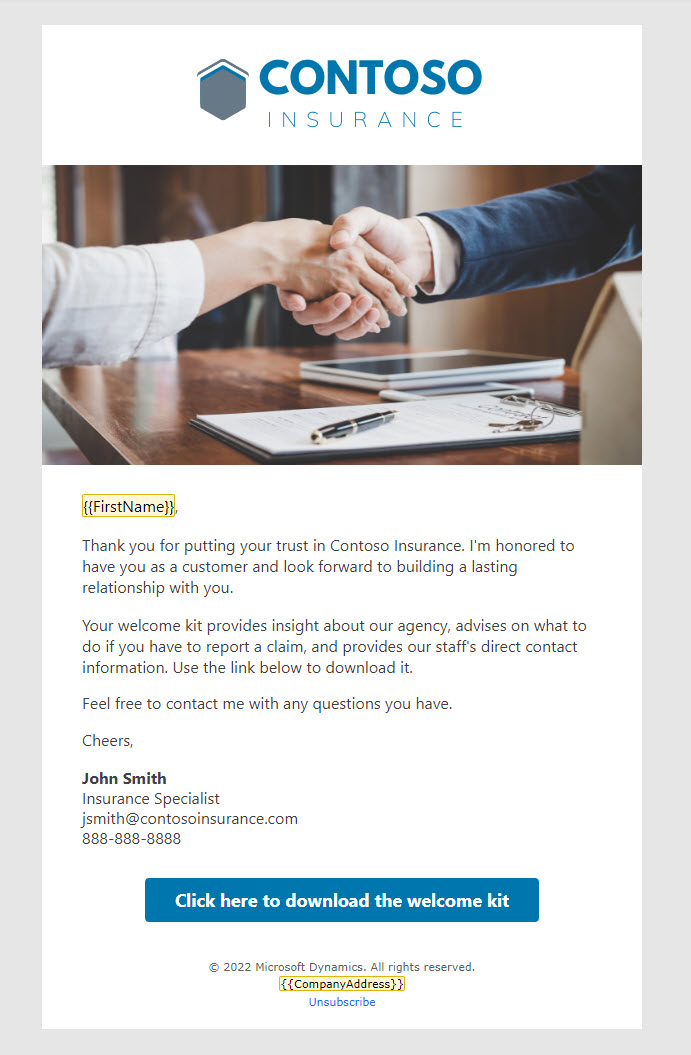 CONTOSO
INSURANCE
{{FirstName}},
Thank you for putting your trust in Contoso Insurance. I'm honored to
have you as a customer and look forward to building a lasting
relationship with you.
Your welcome kit provides insight about our agency, advises on what to
do if you have to report a claim, and provides our staff's direct contact
information. Use the link below to download it.
Feel free to contact me with any questions you have.
Cheers,
John Smith
Insurance Specialist
jsmith@contosoinsurance.com
888-888-8888
Click here to download the welcome kit
© 2022 Microsoft Dynamics. All rights reserved.
{{CompanyAddress}}
Unsubscribe